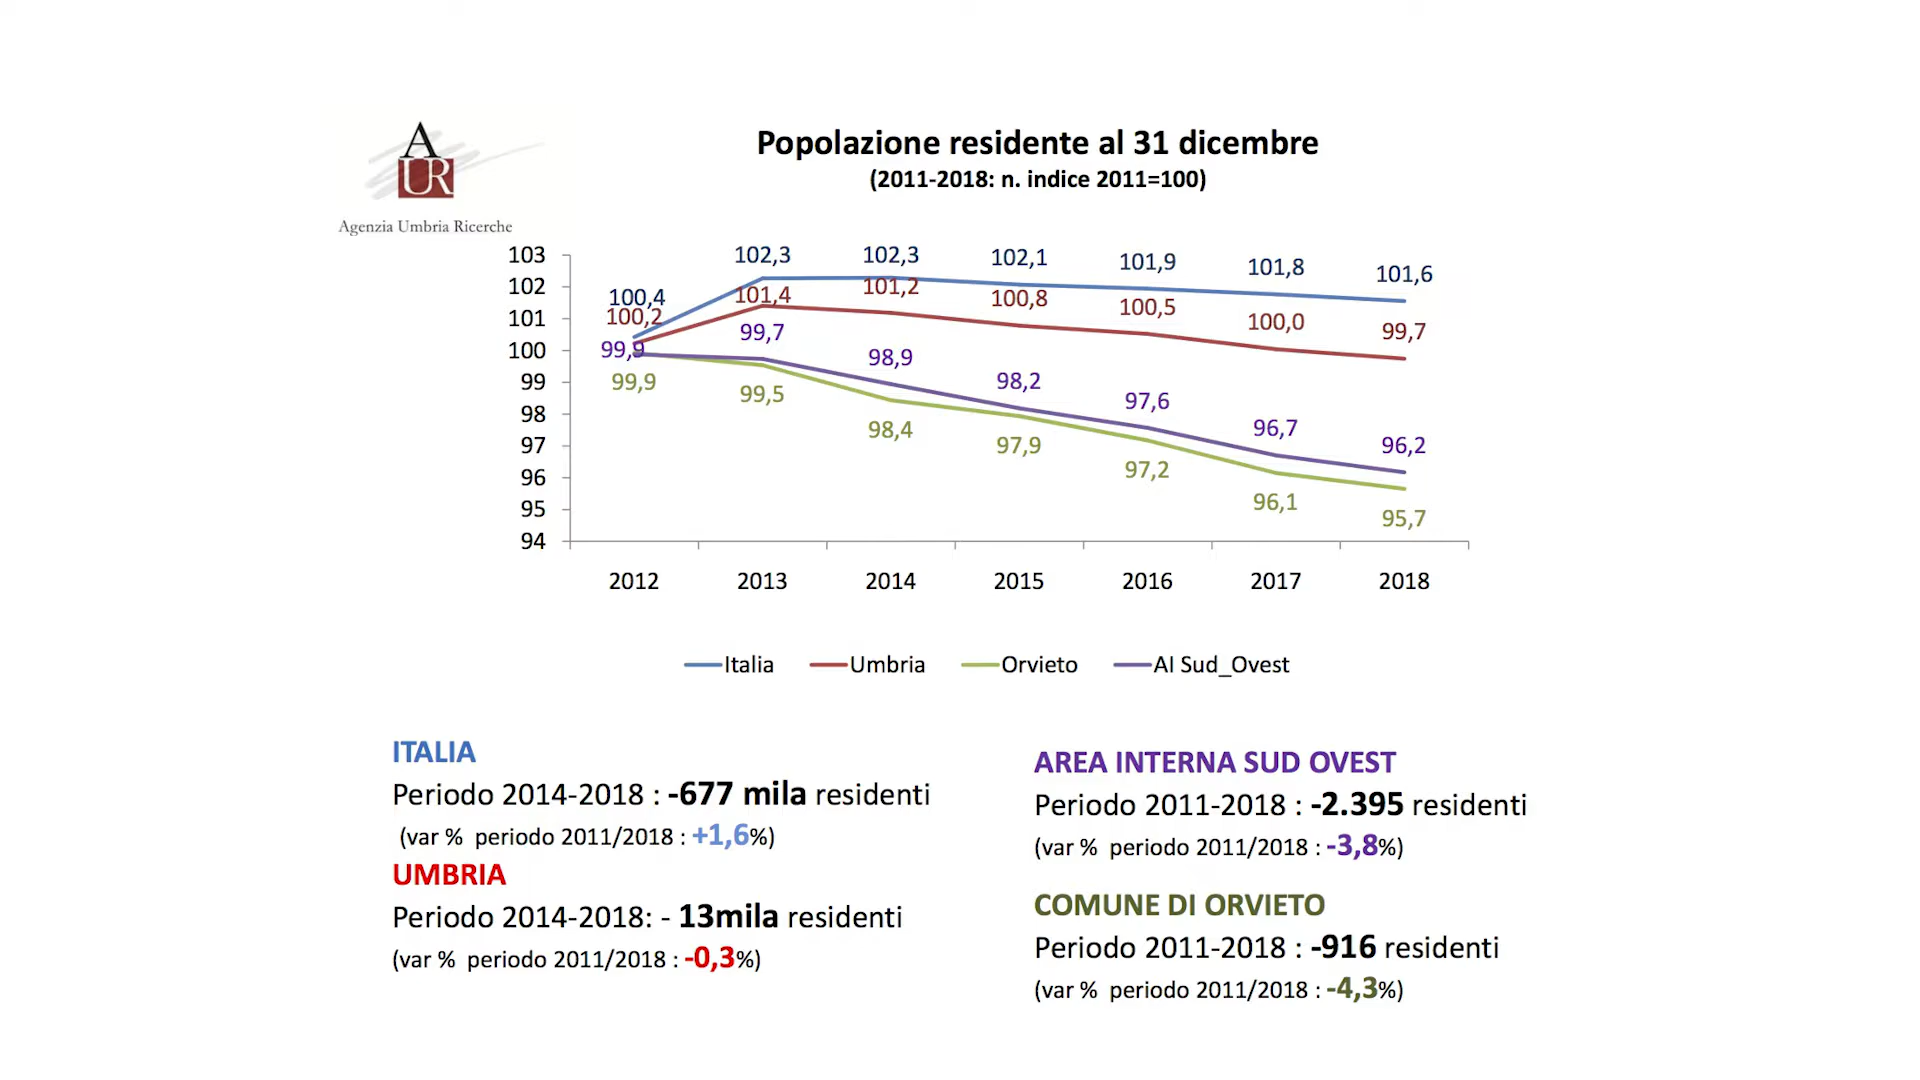 A
UR
Agenzia Umbria Ricerche
Popolazione residente al 31 dicembre
(2011-2018: n. indice 2011=100)
103
102
101
100
99
98
97
96
95
94
100,4 102,3 102,3 102,1 101,9 101,8 101,6
100,2 101,4 101,2 100,8 100,5 100,0 99,7
99,9 99,7 98,9 98,2 97,6 96,7 96,2
99,9 99,5 98,4 97,9 97,2 96,1 95,7
2012 2013 2014 2015 2016 2017 2018
Italia Umbria Orvieto AI Sud_Ovest
ITALIA
Periodo 2014-2018 : -677 mila residenti
(var % periodo 2011/2018 : +1,6%)
UMBRIA
Periodo 2014-2018: - 13mila residenti
(var % periodo 2011/2018 : -0,3%)
AREA INTERNA SUD OVEST
Periodo 2011-2018 : -2.395 residenti
(var % periodo 2011/2018 : -3,8%)
COMUNE DI ORVIETO
Periodo 2011-2018 : -916 residenti
(var % periodo 2011/2018 : -4,3%)